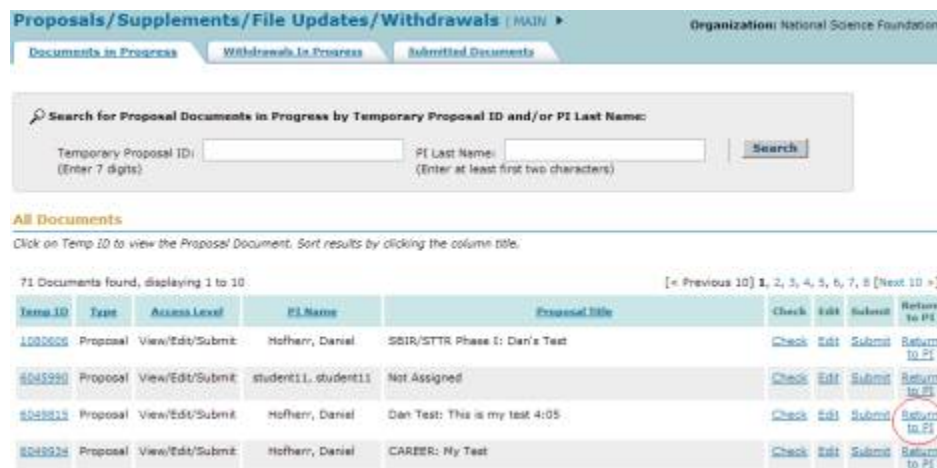 Proposals/Supplements/File Updates/Withdrawals | MAIN ▶
Organization: National Science Foundation
Documents in Progress
Withdrawals In Progress
Submitted Documents
Search for Proposal Documents in Progress by Temporary Proposal ID and/or PI Last Name:
Temporary Proposal ID:
(Enter 7 digits)
PI Last Name:
(Enter at least first two characters)
Search
All Documents
Click on Temp ID to view the Proposal Document. Sort results by clicking the column title.
71 Documents found, displaying 1 to 10
[< Previous 10] 1, 2, 3, 4, 5, 6, 7, 8 [Next 10 >]
Temp ID Type Access Level PI Name Proposal Title Check Edit Submit Return to PI
Proposal View/Edit/Submit Hofherr, Daniel SBIR/STTR Phase I: Dan's Test Check Edit Submit Return to PI
6045990 Proposal View/Edit/Submit student11, student11 Not Assigned Check Edit Submit Return to PI
6049815 Proposal View/Edit/Submit Hofherr, Daniel Dan Test: This is my test 4:05 Check Edit Submit Return to PI
Proposal View/Edit/Submit Hofherr, Daniel CAREER: My Test Check Edit Submit Return to PI